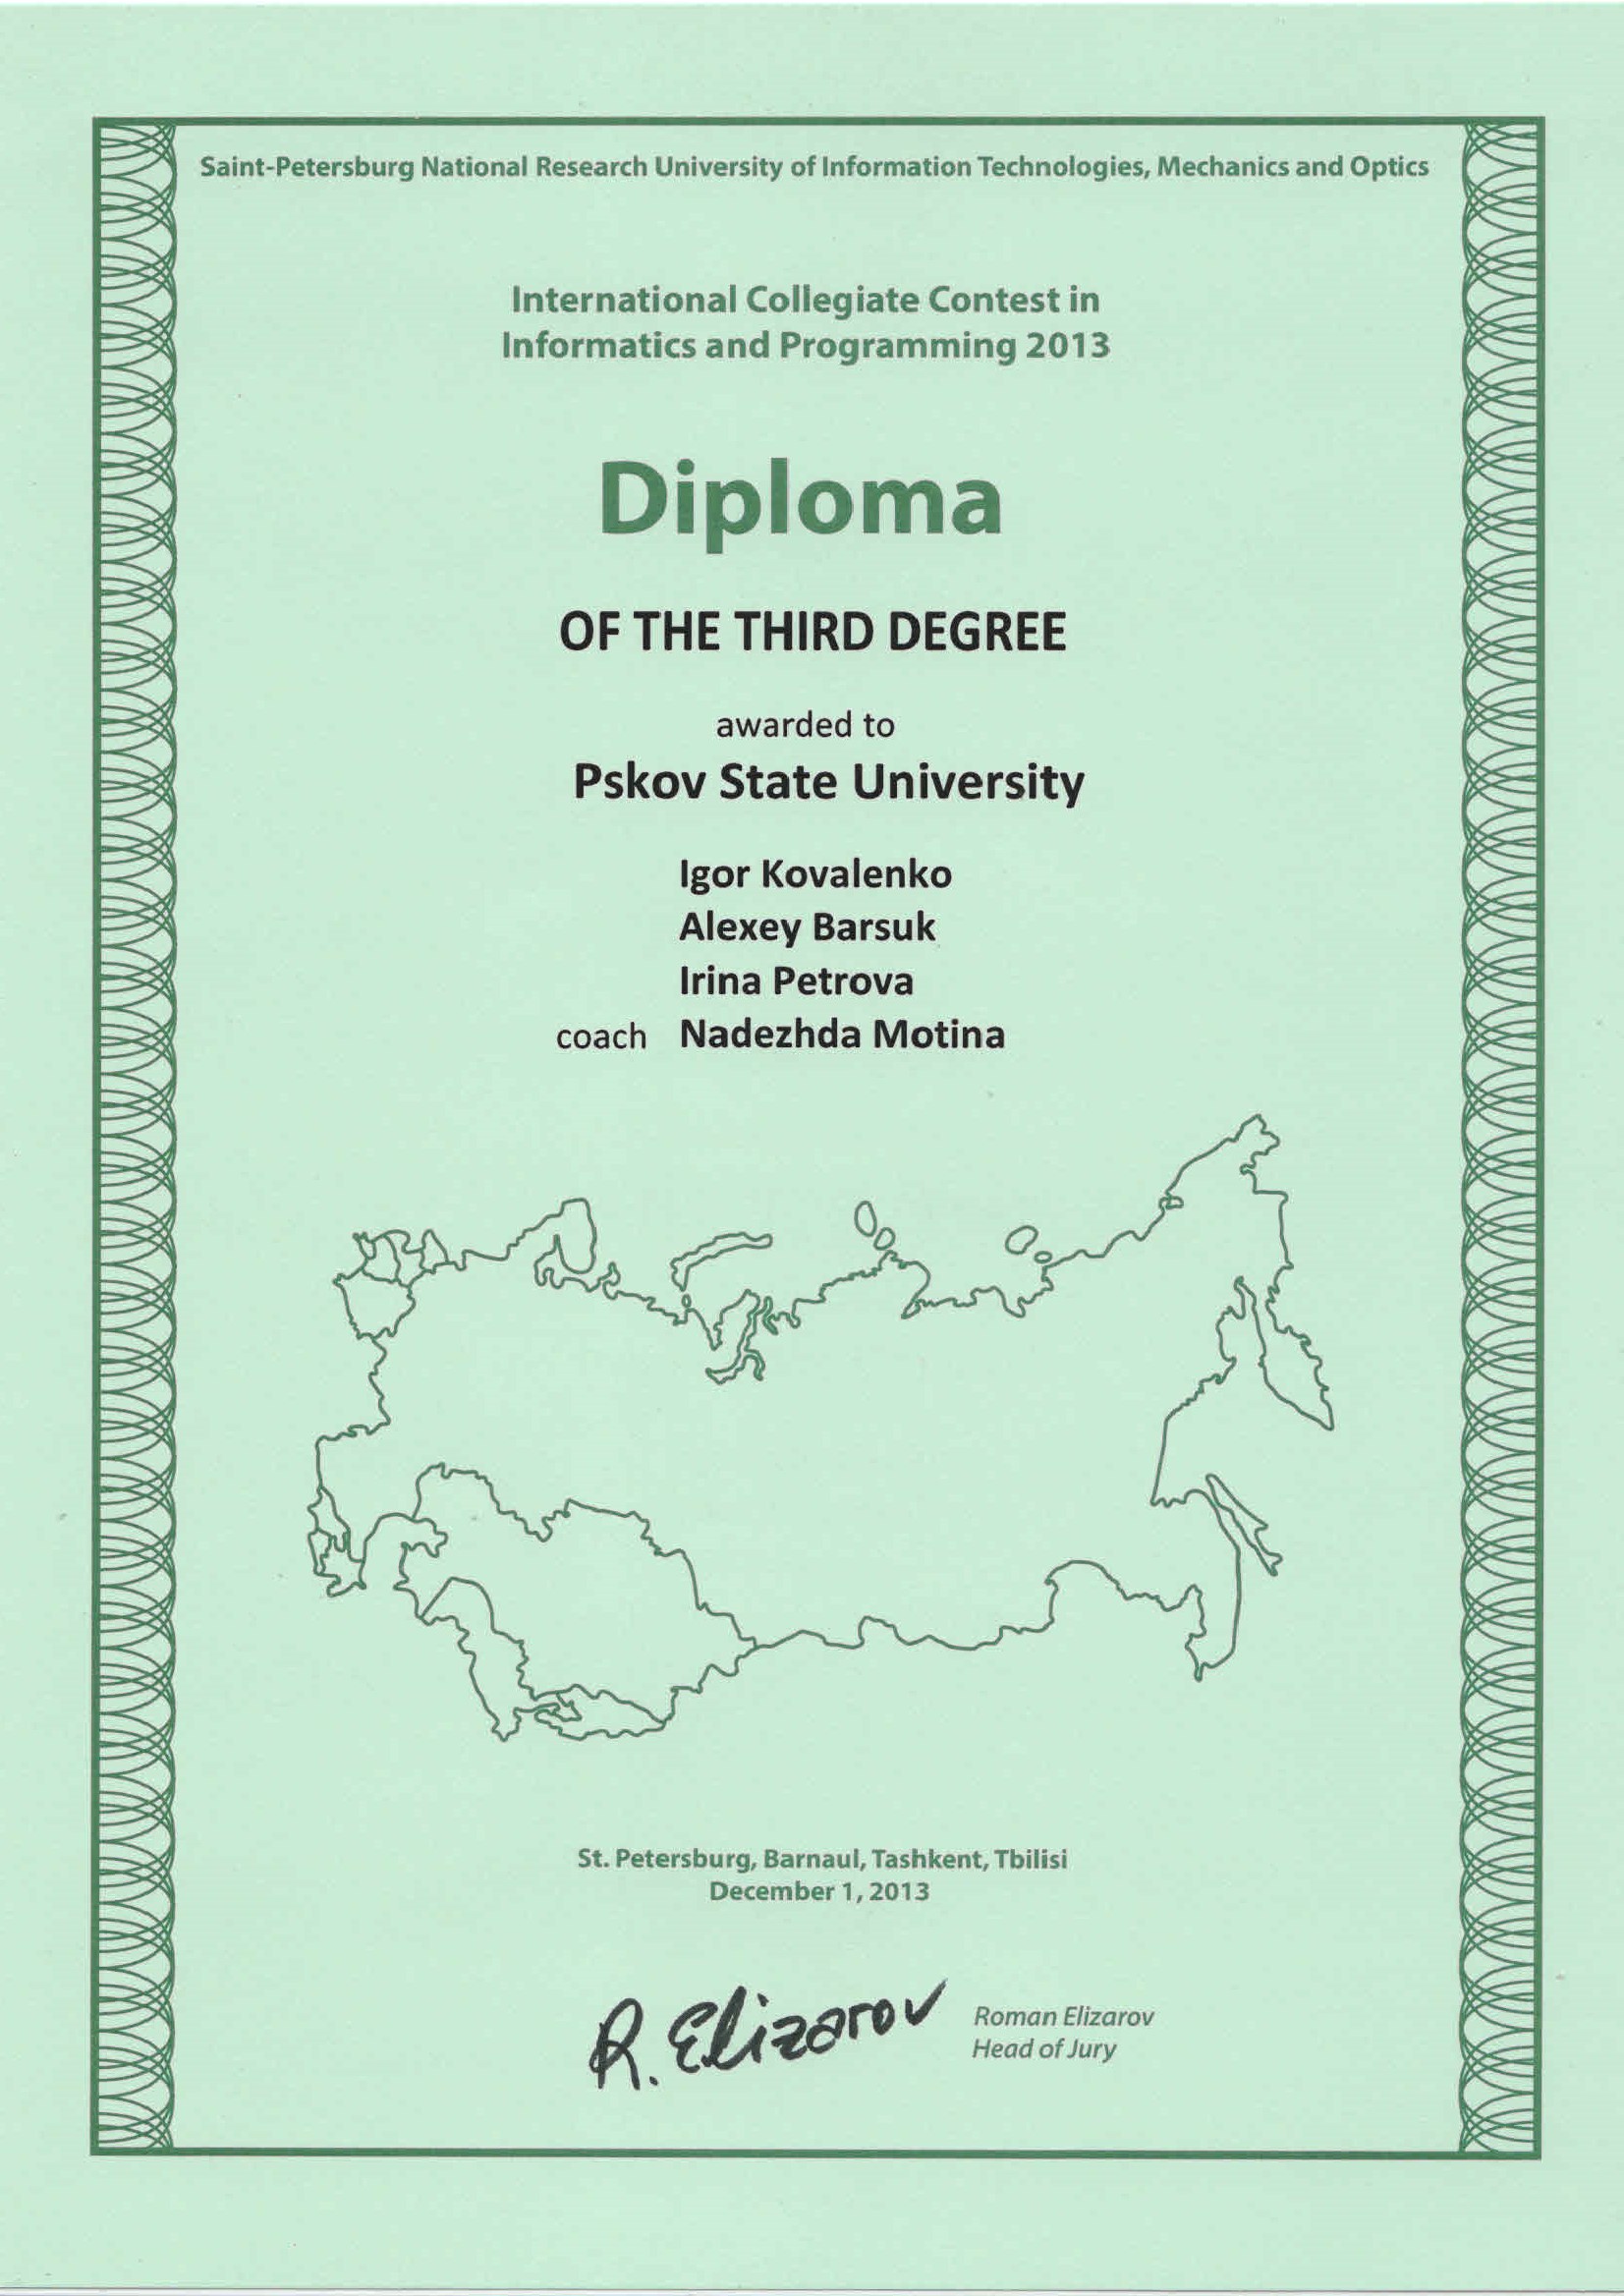 Saint-Petersburg National Research University of Information Technologies, Mechanics and Optics
International Collegiate Contest in
Informatics and Programming 2013
Diploma
OF THE THIRD DEGREE
awarded to
Pskov State University
Igor Kovalenko
Alexey Barsuk
Irina Petrova
coach Nadezhda Motina
St. Petersburg, Barnaul, Tashkent, Tbilisi
December 1, 2013
R. Elizarov
Roman Elizarov
Head of Jury